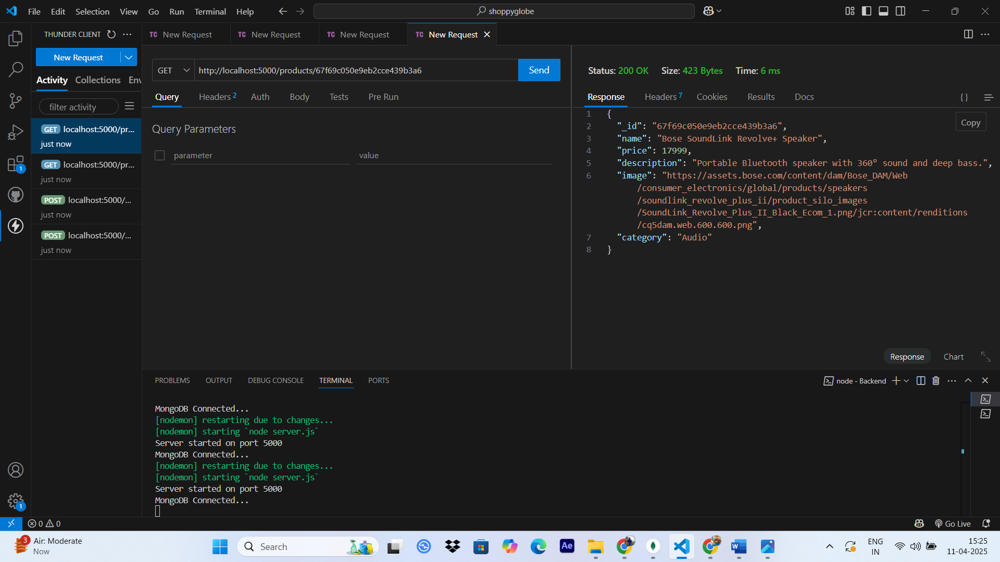 File Edit Selection View Go Run Terminal Help
shoppyglobe
THUNDER CLIENT
New Request
Activity Collections Env
filter activity
GET localhost:5000/pr...
just now
GET localhost:5000/pr...
just now
POST localhost:5000/...
just now
POST localhost:5000/...
just now
TC New Request
TC New Request
TC New Request
TC New Request
GET http://localhost:5000/products/67f69c050e9eb2cce439b3a6 Send
Query Headers 2 Auth Body Tests Pre Run
Query Parameters
parameter value
Status: 200 OK Size: 423 Bytes Time: 6 ms
Response Headers 7 Cookies Results Docs { }
Copy
1 {
2 "_id": "67f69c050e9eb2cce439b3a6",
3 "name": "Bose SoundLink Revolve+ Speaker",
4 "price": 17999,
5 "description": "Portable Bluetooth speaker with 360° sound and deep bass.",
6 "image": "https://assets.bose.com/content/dam/Bose_DAM/Web
/consumer_electronics/global/products/speakers
/soundlink_revolve_plus_ii/product_silo_images
/SoundLink_Revolve_Plus_II_Black_Ecom_1.png/jcr:content/renditions
/cq5dam.web.600.600.png",
7 "category": "Audio"
8 }
Response Chart
PROBLEMS OUTPUT DEBUG CONSOLE TERMINAL PORTS
node - Backend
MongoDB Connected...
[nodemon] restarting due to changes...
[nodemon] starting `node server.js`
Server started on port 5000
MongoDB Connected...
[nodemon] restarting due to changes...
[nodemon] starting `node server.js`
Server started on port 5000
MongoDB Connected...
1
1
0 0
Go Live
3
Air: Moderate
Now
Search
Ae
W
ENG
IN
15:25
11-04-2025